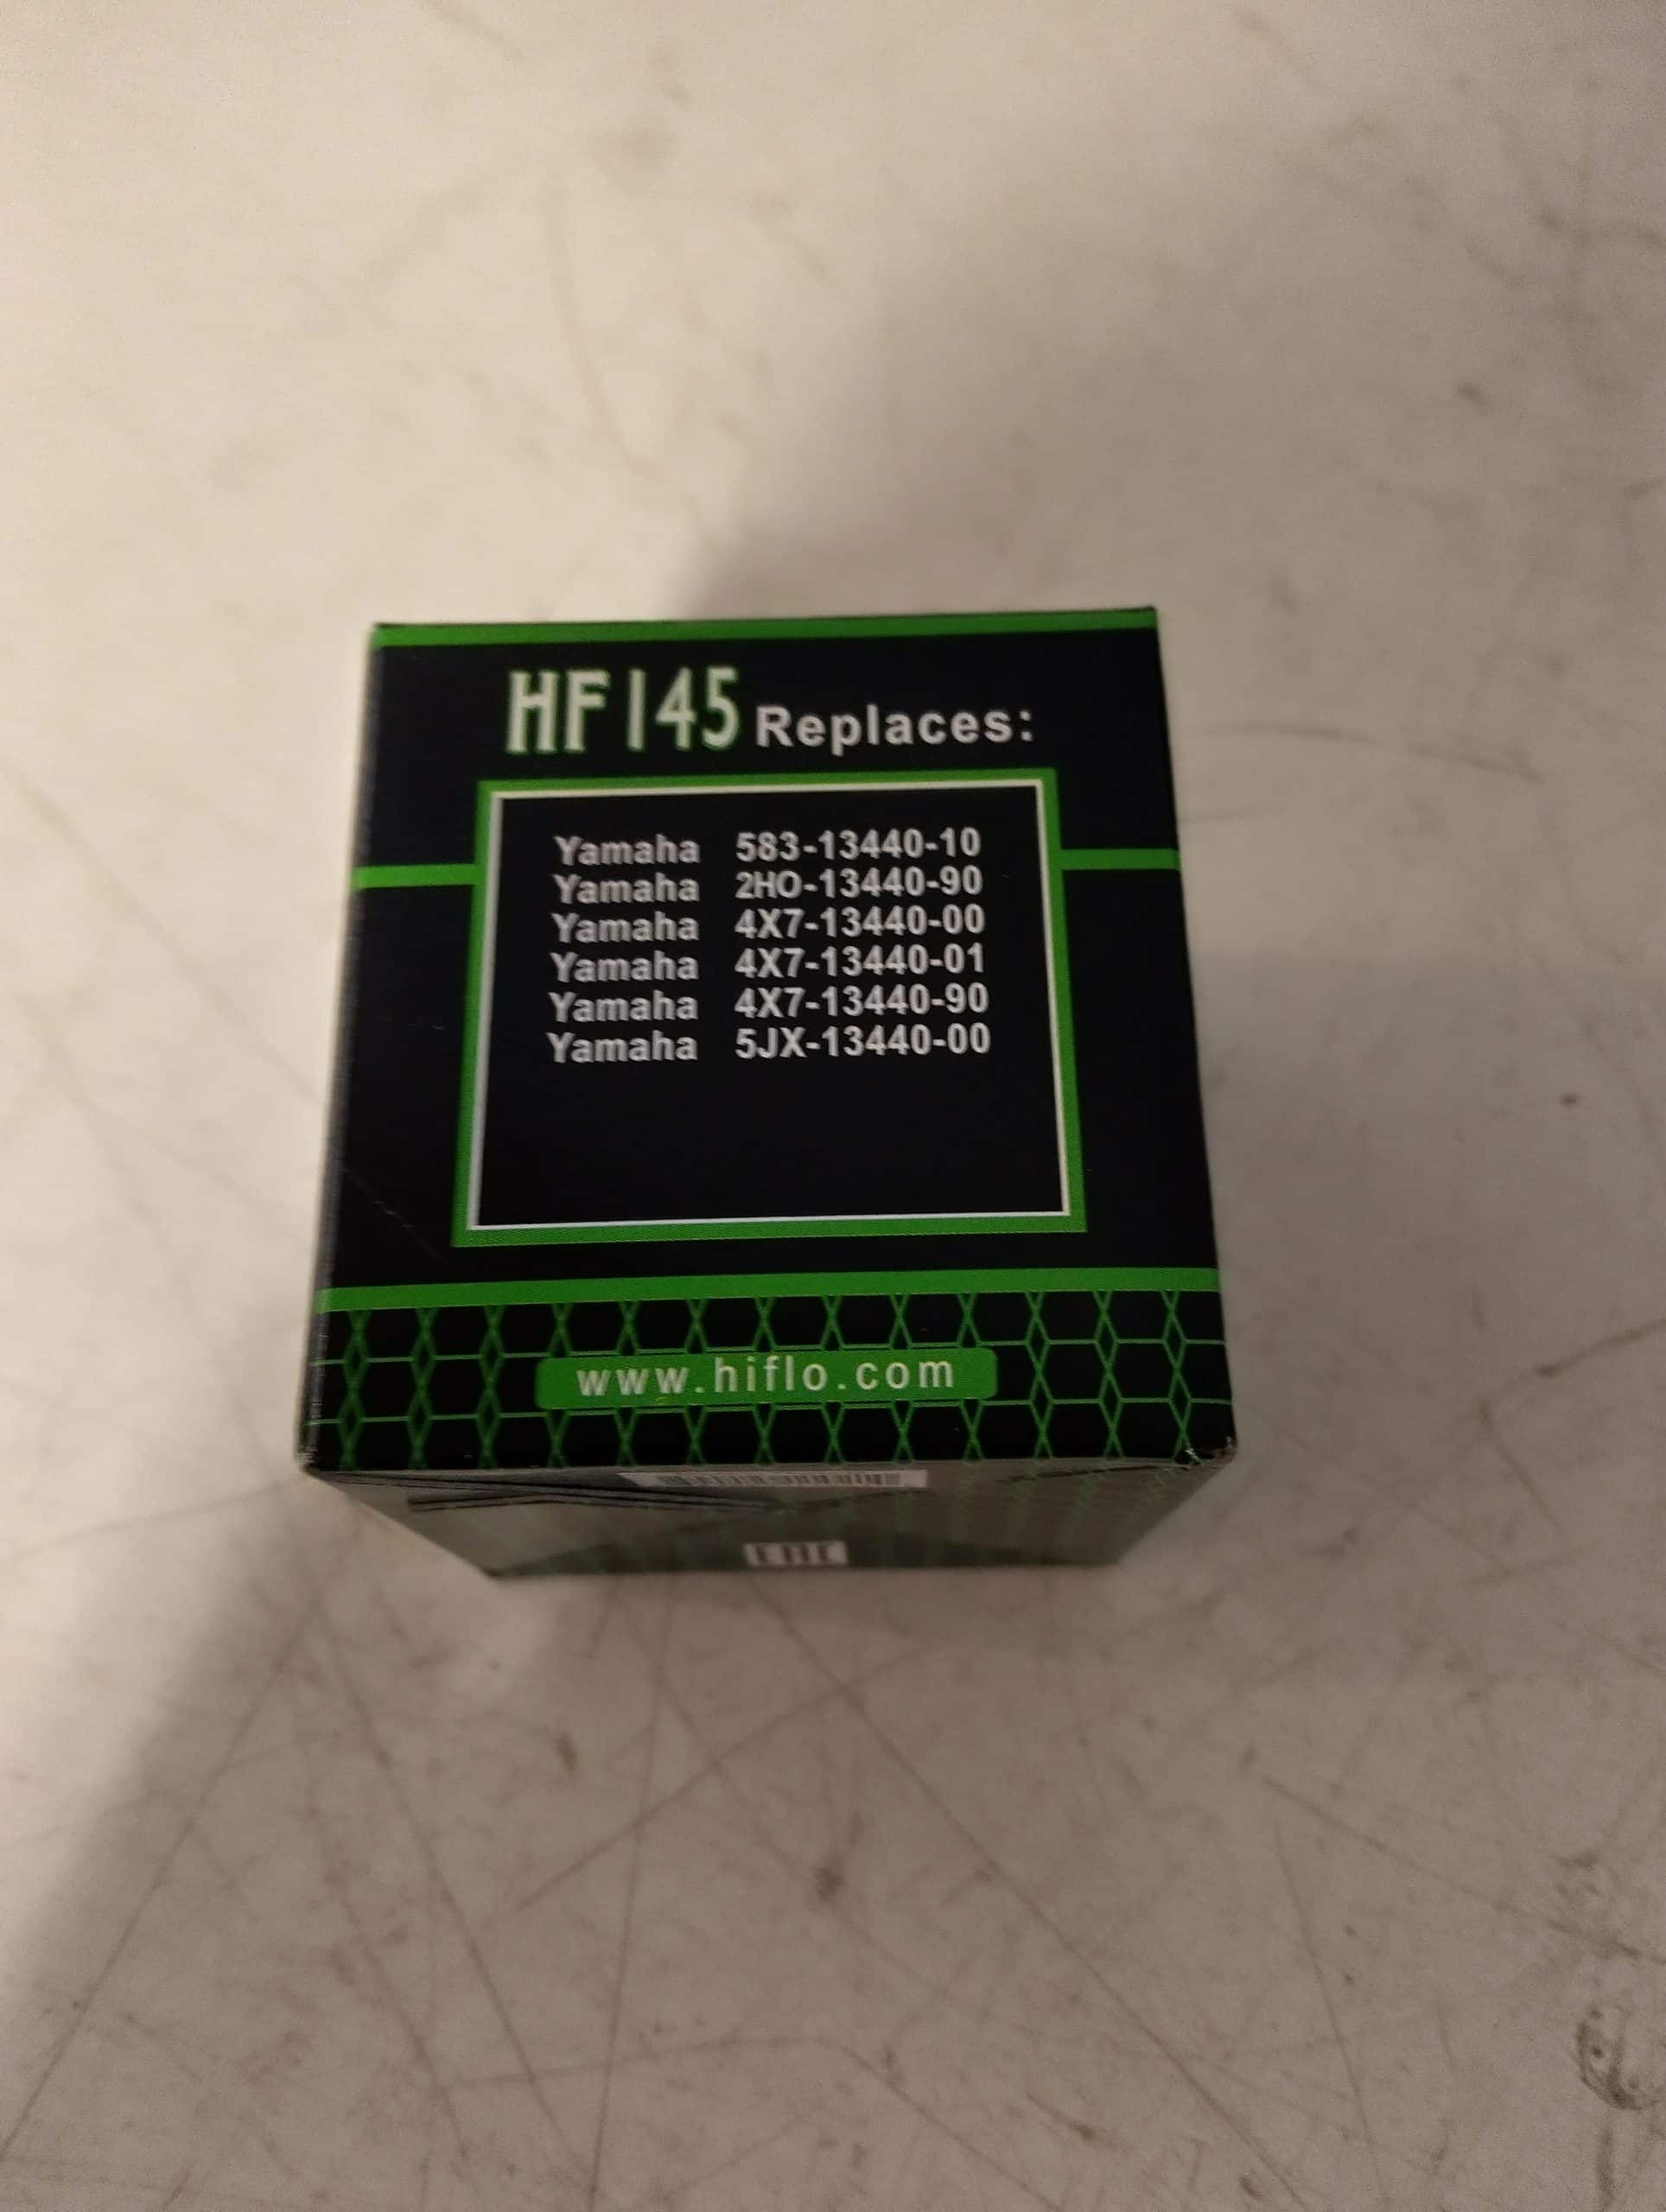 HF145 Replaces:
Yamaha 583-13440-10
Yamaha 2HO-13440-90
Yamaha 4X7-13440-00
Yamaha 4X7-13440-01
Yamaha 4X7-13440-90
Yamaha 5JX-13440-00
www.hiflo.com
EAC